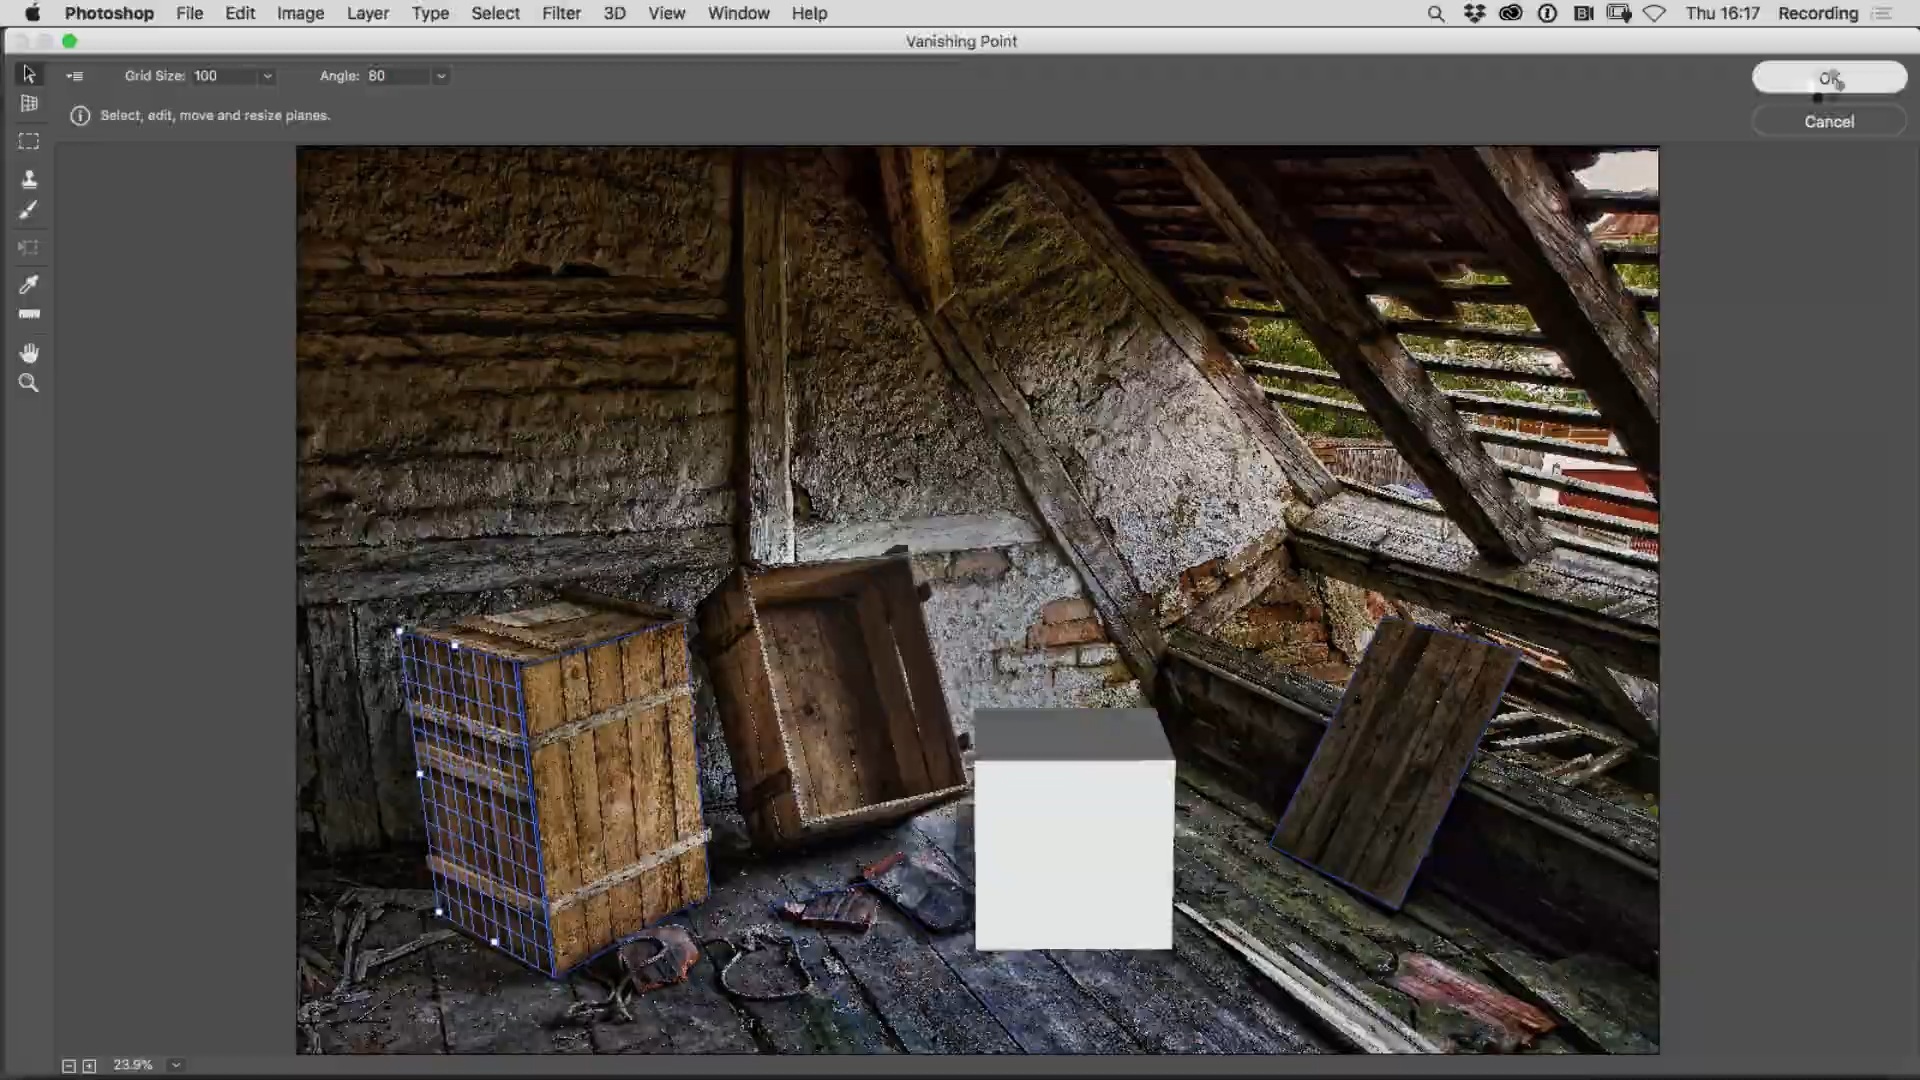 Photoshop File Edit Image Layer Type Select Filter 3D View Window Help Thu 16:17 Recording
Vanishing Point
Grid Size: 100 Angle: 80 OK
Select, edit, move and resize planes.
Cancel
23.9%